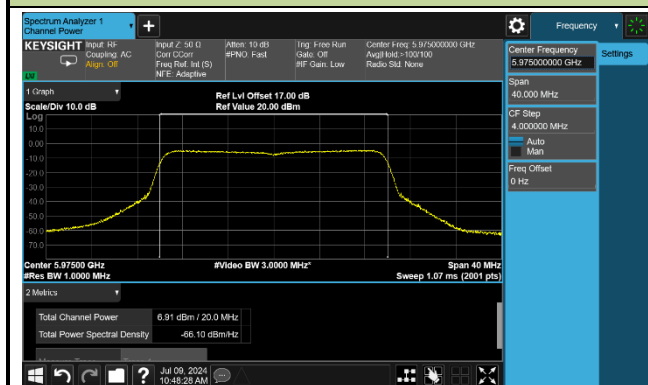 Spectrum Analyzer 1
Channel Power
+
Frequency
KEYSIGHT
Input: RF
Coupling: AC
Align: Off
Input Z: 50 Ω
Corr CCorr
Freq Ref: Int (S)
NFE: Adaptive
Atten: 10 dB
#PNO: Fast
Trig: Free Run
Gate: Off
#IF Gain: Low
Center Freq: 5.975000000 GHz
Avg|Hold:>100/100
Radio Std: None
LXI
1 Graph
Scale/Div 10.0 dB
Ref Lvl Offset 17.00 dB
Ref Value 20.00 dBm
Log
10.0
0.00
-10.0
-20.0
-30.0
-40.0
-50.0
-60.0
-70.0
Center 5.97500 GHz
#Video BW 3.0000 MHz*
Span 40 MHz
#Res BW 1.0000 MHz
Sweep 1.07 ms (2001 pts)
2 Metrics
Total Channel Power 6.91 dBm / 20.0 MHz
Total Power Spectral Density -66.10 dBm/Hz
Center Frequency
5.975000000 GHz
Settings
Span
40.000 MHz
CF Step
4.000000 MHz
Auto
Man
Freq Offset
0 Hz
?
Jul 09, 2024
10:48:28 AM